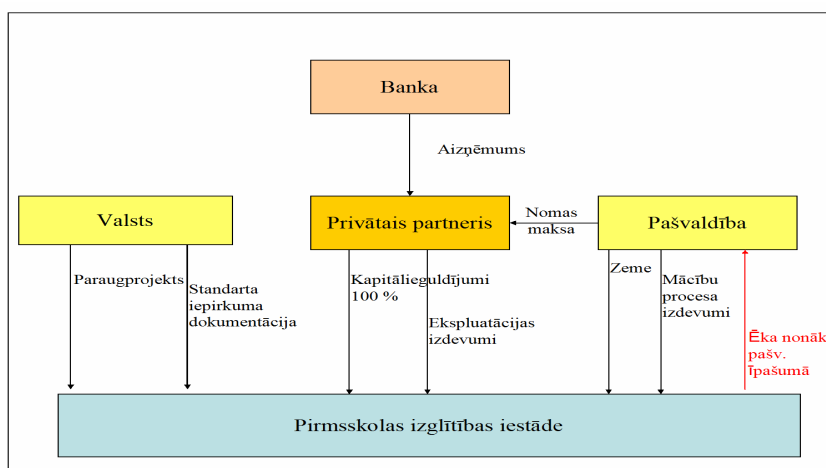 Banka
Aizņēmums
Valsts
Privātais partneris
Nomas
maksa
Pašvaldība
Paraugprojekts
Standarta
iepirkuma
dokumentācija
Kapitālieguldījumi
100 %
Ekspluatācijas
izdevumi
Zeme
Mācību
procesa
izdevumi
Ēka nonāk
pašv.
īpašumā
Pirmsskolas izglītības iestāde